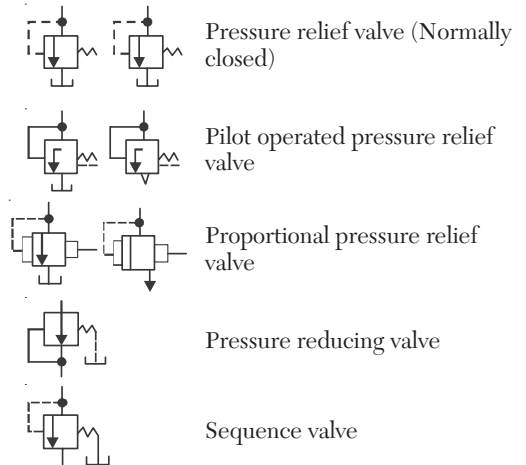 Pressure relief valve (Normally
closed)
Pilot operated pressure relief
valve
Proportional pressure relief
valve
Pressure reducing valve
Sequence valve